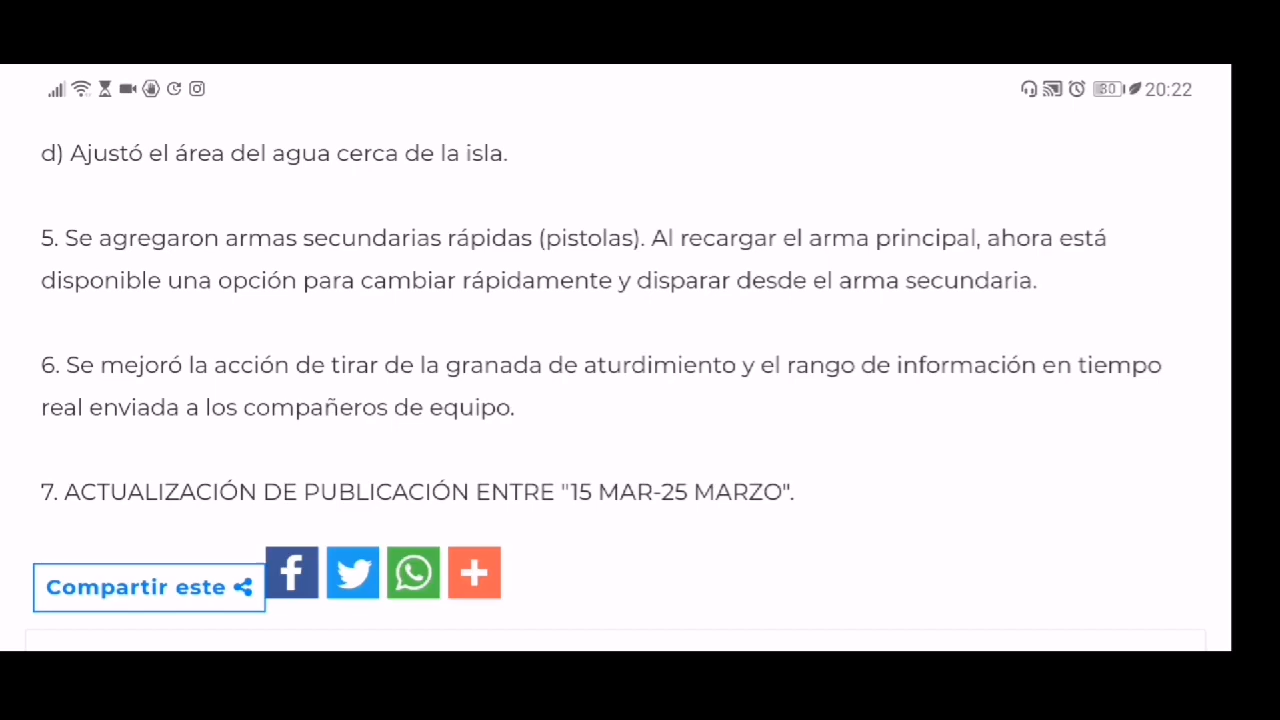 80 20:22
d) Ajustó el área del agua cerca de la isla.
5. Se agregaron armas secundarias rápidas (pistolas). Al recargar el arma principal, ahora está
disponible una opción para cambiar rápidamente y disparar desde el arma secundaria.
6. Se mejoró la acción de tirar de la granada de aturdimiento y el rango de información en tiempo
real enviada a los compañeros de equipo.
7. ACTUALIZACIÓN DE PUBLICACIÓN ENTRE "15 MAR-25 MARZO".
Compartir este